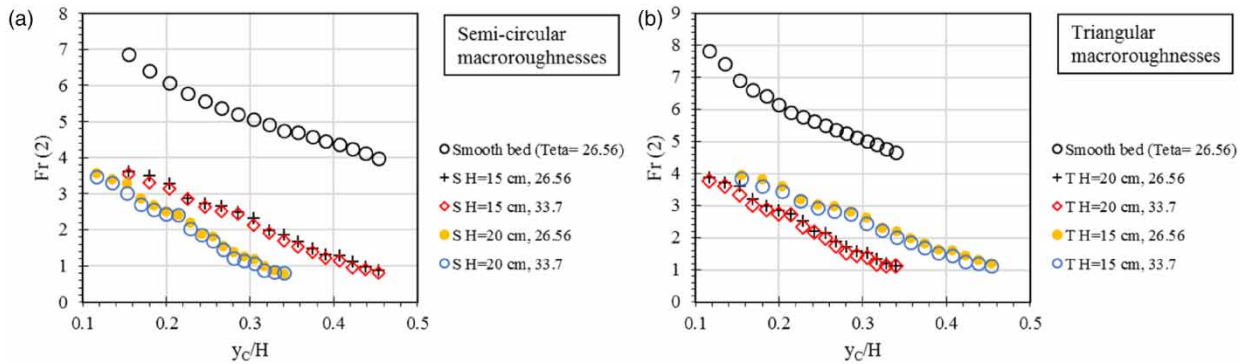 (a)
8
7
6
5
4
3
2
1
0
Fr (2)
0.1 0.2 0.3 0.4 0.5
yC/H
Semi-circular
macroroughnesses
Smooth bed (Teta= 26.56)
S H=15 cm, 26.56
S H=15 cm, 33.7
S H=20 cm, 26.56
S H=20 cm, 33.7
(b)
9
8
7
6
5
4
3
2
1
0
Fr (2)
0.1 0.2 0.3 0.4 0.5
yC/H
Triangular
macroroughnesses
Smooth bed (Teta= 26.56)
T H=20 cm, 26.56
T H=20 cm, 33.7
T H=15 cm, 26.56
T H=15 cm, 33.7